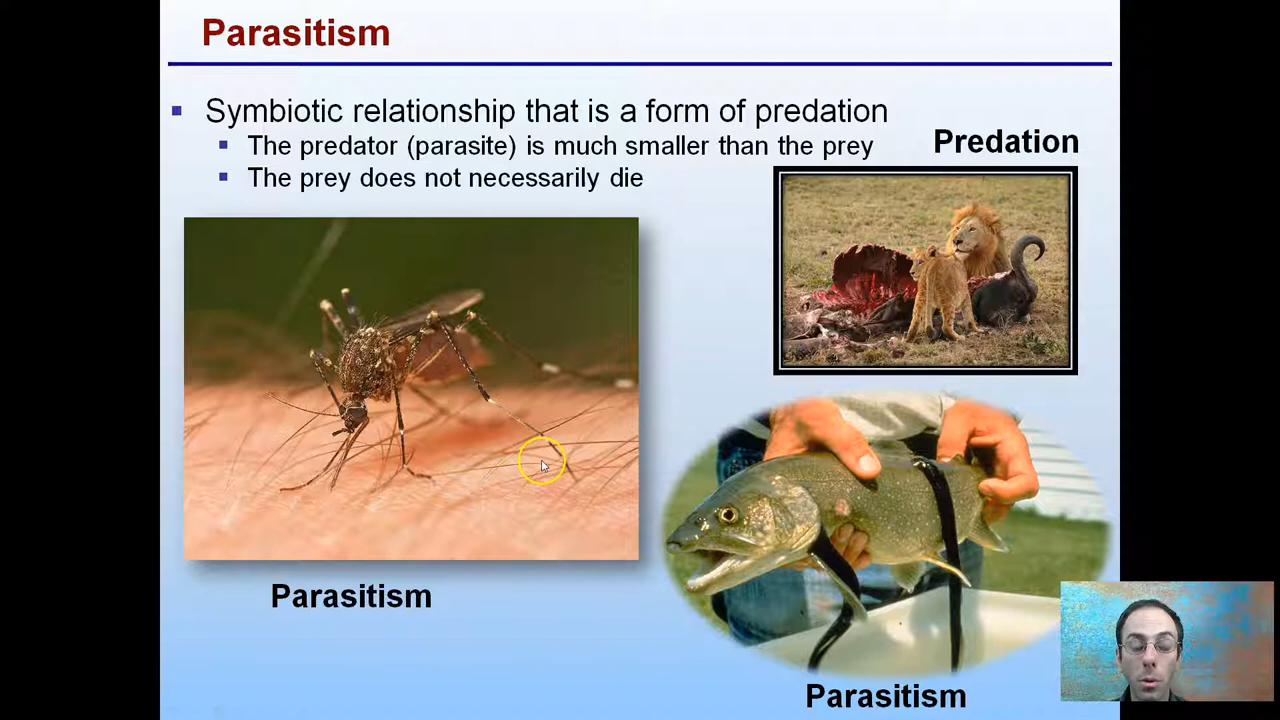 Parasitism
Symbiotic relationship that is a form of predation
The predator (parasite) is much smaller than the prey
The prey does not necessarily die
Predation
Parasitism
Parasitism